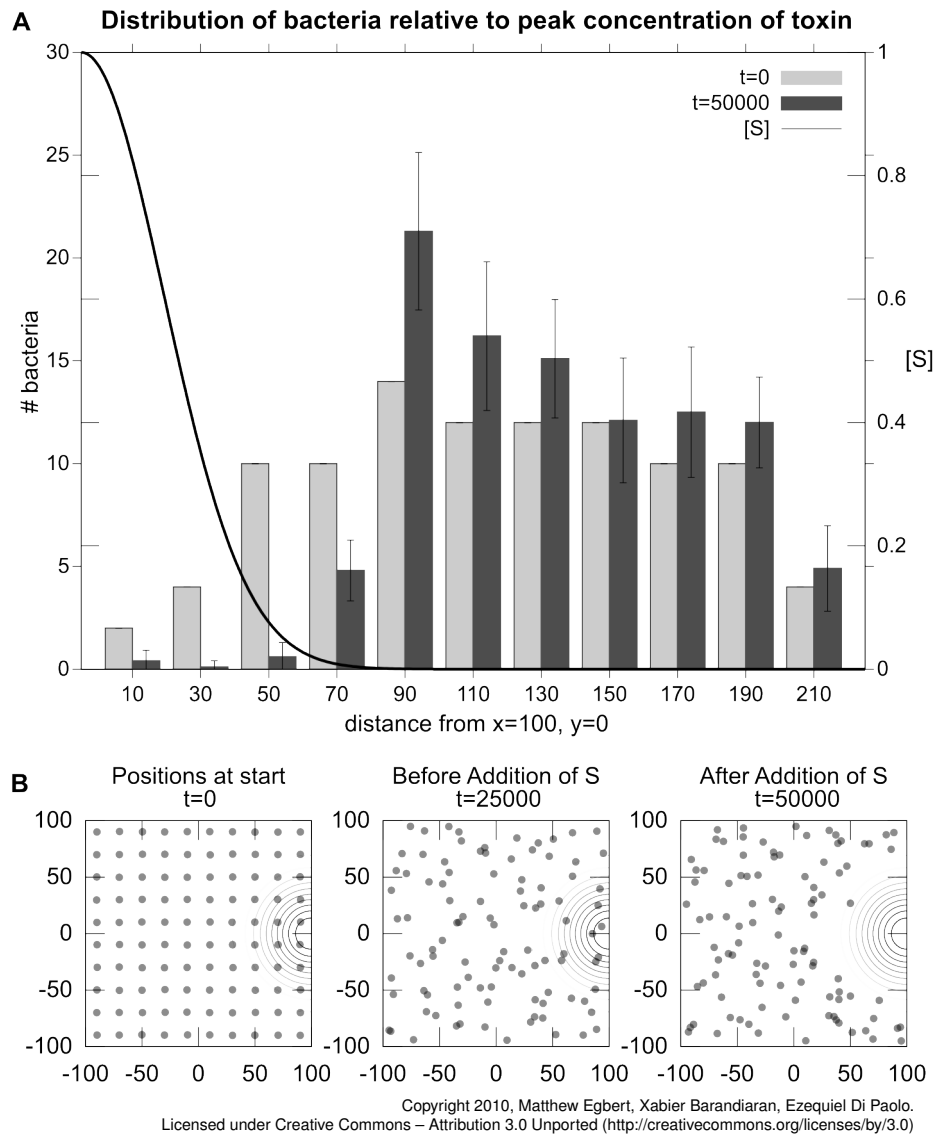 A
Distribution of bacteria relative to peak concentration of toxin
30
25
20
15
10
5
0
# bacteria
1
0.8
0.6
0.4
0.2
0
[S]
t=0
t=50000
[S]
10 30 50 70 90 110 130 150 170 190 210
distance from x=100, y=0
B
Positions at start
t=0
100
50
0
-50
-100
-100 -50 0 50 100
Before Addition of S
t=25000
100
50
0
-50
-100
-100 -50 0 50 100
After Addition of S
t=50000
100
50
0
-50
-100
-100 -50 0 50 100
Copyright 2010, Matthew Egbert, Xabier Barandiaran, Ezequiel Di Paolo.
Licensed under Creative Commons – Attribution 3.0 Unported (http://creativecommons.org/licenses/by/3.0)